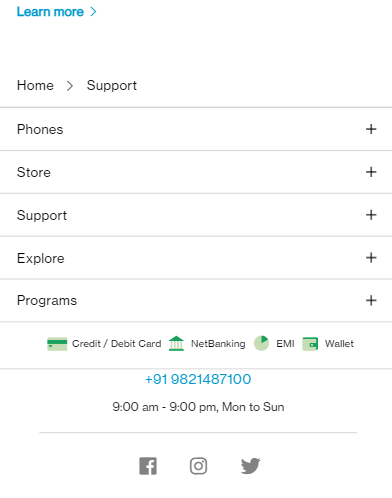 Learn more
Home > Support
Phones
Store
Support
Explore
Programs
Credit / Debit Card NetBanking EMI Wallet
+91 9821487100
9:00 am - 9:00 pm, Mon to Sun